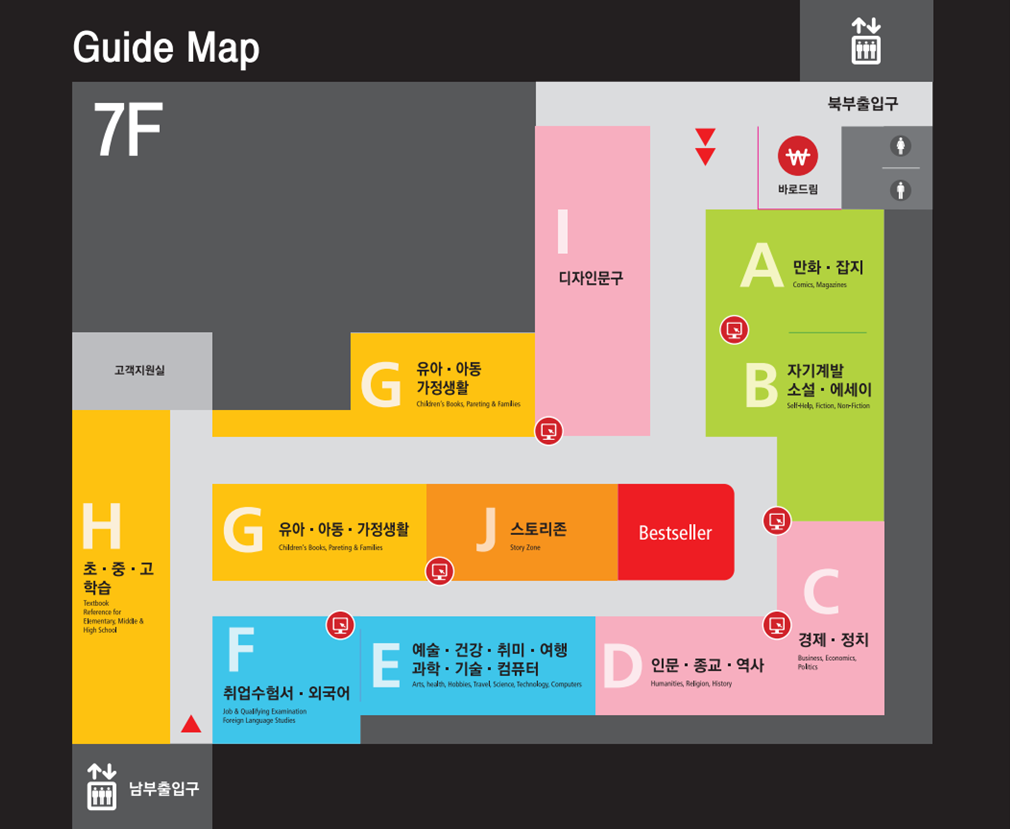 Guide Map
7F
북부출입구
₩
바로드림
I
디자인문구
A
만화 · 잡지
Comics, Magazines
고객지원실
G
유아 · 아동
가정생활
Children's Books, Pareting & Families
B
자기계발
소설 · 에세이
Self-Help, Fiction, Non-Fiction
H
초 · 중 · 고
학습
Textbook
Reference for
Elementary, Middle &
High School
G
유아 · 아동 · 가정생활
Children's Books, Pareting & Families
J
스토리존
Story Zone
Bestseller
C
경제 · 정치
Business, Economics,
Politics
F
취업수험서 · 외국어
Job & Qualifying Examination
Foreign Language Studies
E
예술 · 건강 · 취미 · 여행
과학 · 기술 · 컴퓨터
Arts, health, Hobbies, Travel, Science, Technology, Computers
D
인문 · 종교 · 역사
Humanities, Religion, History
남부출입구